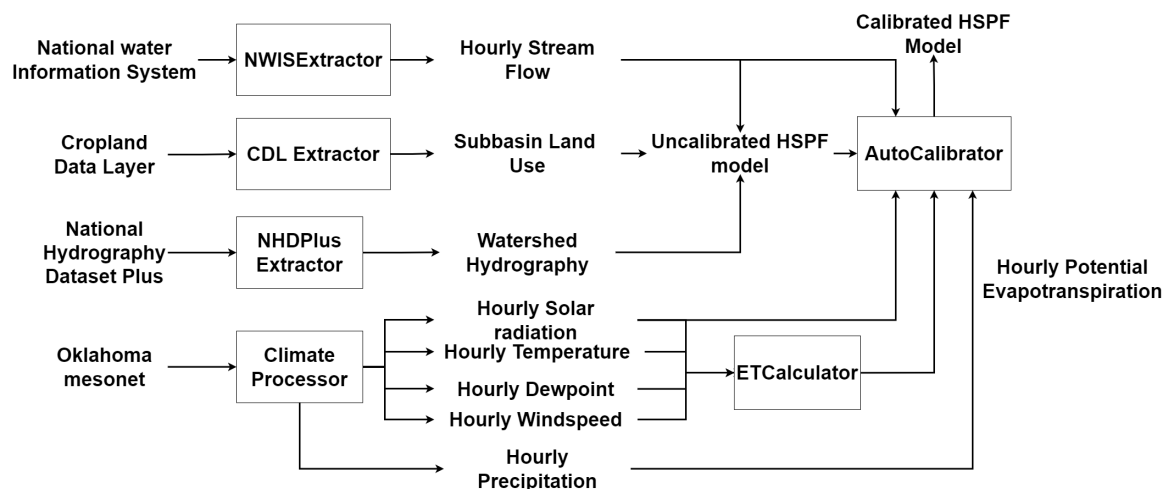 National water
Information System
NWISExtractor
Hourly Stream
Flow
Calibrated HSPF
Model
Cropland
Data Layer
CDL Extractor
Subbasin Land
Use
Uncalibrated HSPF
model
AutoCalibrator
National
Hydrography
Dataset Plus
NHDPlus
Extractor
Watershed
Hydrography
Hourly Potential
Evapotranspiration
Oklahoma
mesonet
Climate
Processor
Hourly Solar
radiation
Hourly Temperature
Hourly Dewpoint
Hourly Windspeed
ETCalculator
Hourly
Precipitation